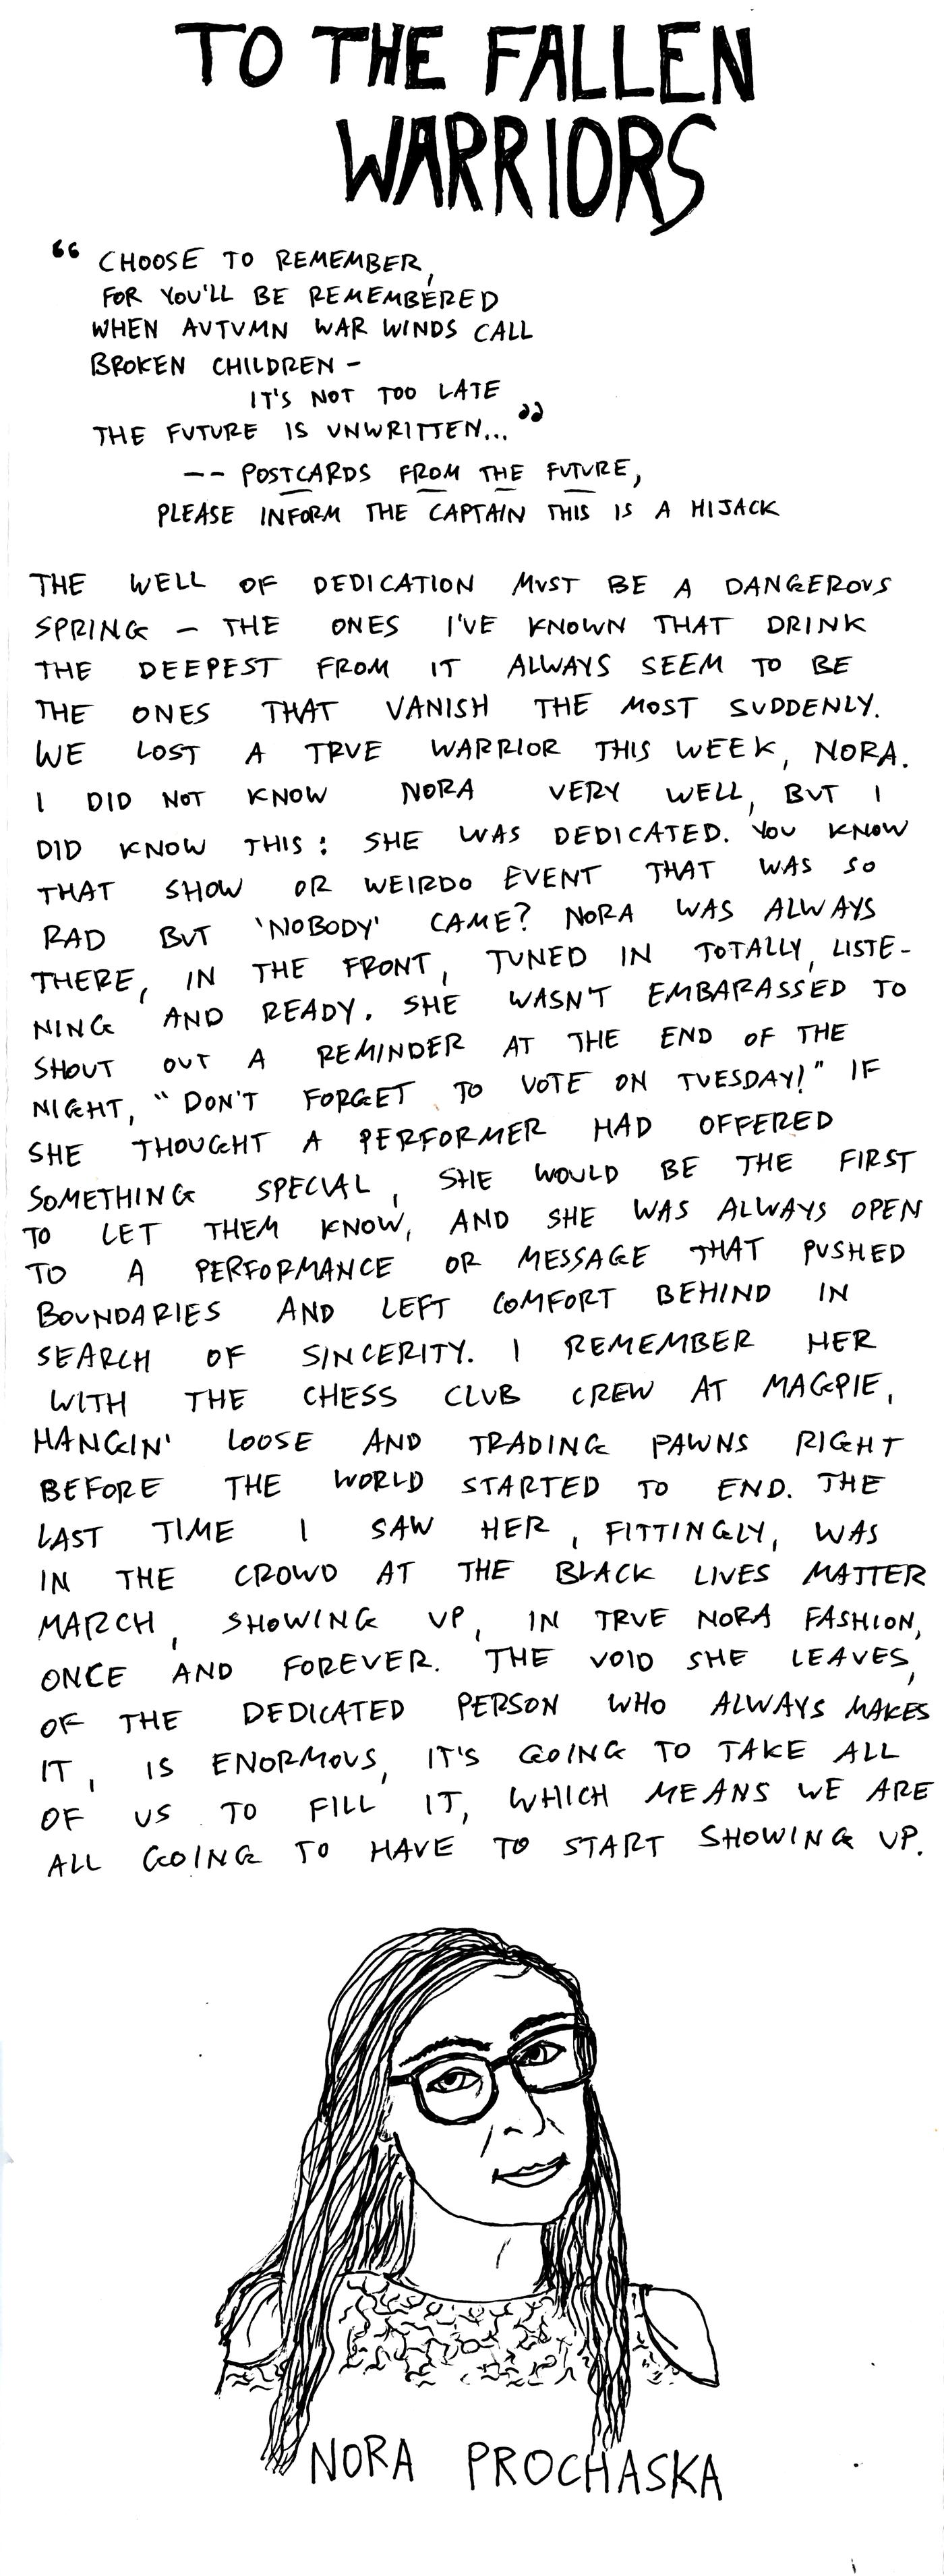 TO THE FALLEN
WARRIORS
“ CHOOSE TO REMEMBER,
FOR YOU'LL BE REMEMBERED
WHEN AUTUMN WAR WINDS CALL
BROKEN CHILDREN -
IT'S NOT TOO LATE
THE FUTURE IS UNWRITTEN... ”
-- POSTCARDS FROM THE FUTURE,
PLEASE INFORM THE CAPTAIN THIS IS A HIJACK
THE WELL OF DEDICATION MUST BE A DANGEROUS
SPRING - THE ONES I'VE KNOWN THAT DRINK
THE DEEPEST FROM IT ALWAYS SEEM TO BE
THE ONES THAT VANISH THE MOST SUDDENLY.
WE LOST A TRUE WARRIOR THIS WEEK, NORA.
I DID NOT KNOW NORA VERY WELL, BUT I
DID KNOW THIS: SHE WAS DEDICATED. YOU KNOW
THAT SHOW OR WEIRDO EVENT THAT WAS SO
RAD BUT 'NOBODY' CAME? NORA WAS ALWAYS
THERE, IN THE FRONT, TUNED IN TOTALLY, LISTE-
NING AND READY. SHE WASN'T EMBARASSED TO
SHOUT OUT A REMINDER AT THE END OF THE
NIGHT, "DON'T FORGET TO VOTE ON TUESDAY!" IF
SHE THOUGHT A PERFORMER HAD OFFERED
SOMETHING SPECIAL, SHE WOULD BE THE FIRST
TO LET THEM KNOW, AND SHE WAS ALWAYS OPEN
TO A PERFORMANCE OR MESSAGE THAT PUSHED
BOUNDARIES AND LEFT COMFORT BEHIND IN
SEARCH OF SINCERITY. I REMEMBER HER
WITH THE CHESS CLUB CREW AT MAGPIE,
HANGIN' LOOSE AND TRADING PAWNS RIGHT
BEFORE THE WORLD STARTED TO END. THE
LAST TIME I SAW HER, FITTINGLY, WAS
IN THE CROWD AT THE BLACK LIVES MATTER
MARCH, SHOWING UP, IN TRUE NORA FASHION,
ONCE AND FOREVER. THE VOID SHE LEAVES,
OF THE DEDICATED PERSON WHO ALWAYS MAKES
IT, IS ENORMOUS, IT'S GOING TO TAKE ALL
OF US TO FILL IT, WHICH MEANS WE ARE
ALL GOING TO HAVE TO START SHOWING UP.
NORA PROCHASKA